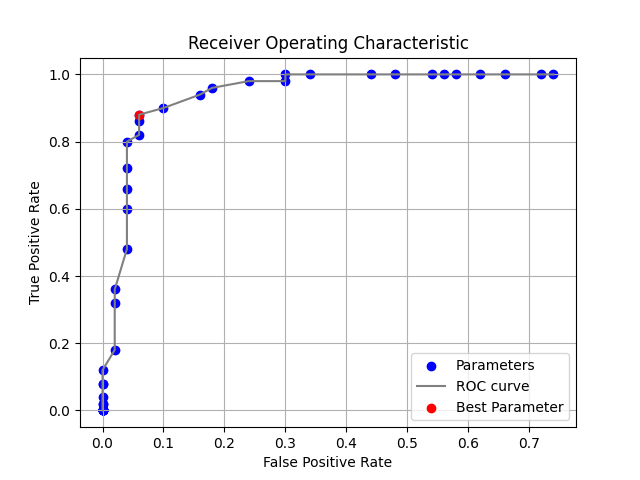 Receiver Operating Characteristic
True Positive Rate
1.0
0.8
0.6
0.4
0.2
0.0
Parameters
ROC curve
Best Parameter
0.0 0.1 0.2 0.3 0.4 0.5 0.6 0.7
False Positive Rate